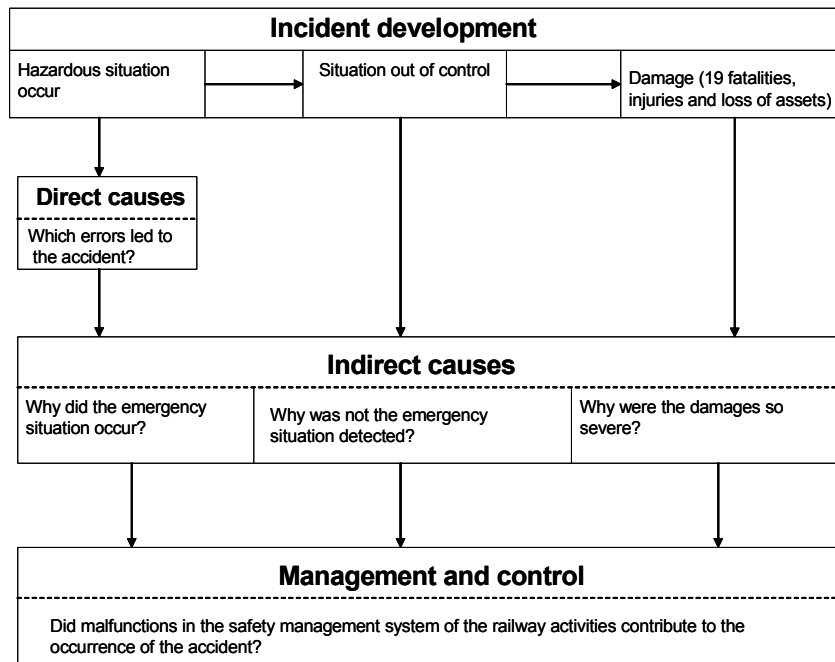 Incident development
Hazardous situation
occur
Situation out of control
Damage (19 fatalities,
injuries and loss of assets)
Direct causes
Which errors led to
the accident?
Indirect causes
Why did the emergency
situation occur?
Why was not the emergency
situation detected?
Why were the damages so
severe?
Management and control
Did malfunctions in the safety management system of the railway activities contribute to the
occurrence of the accident?